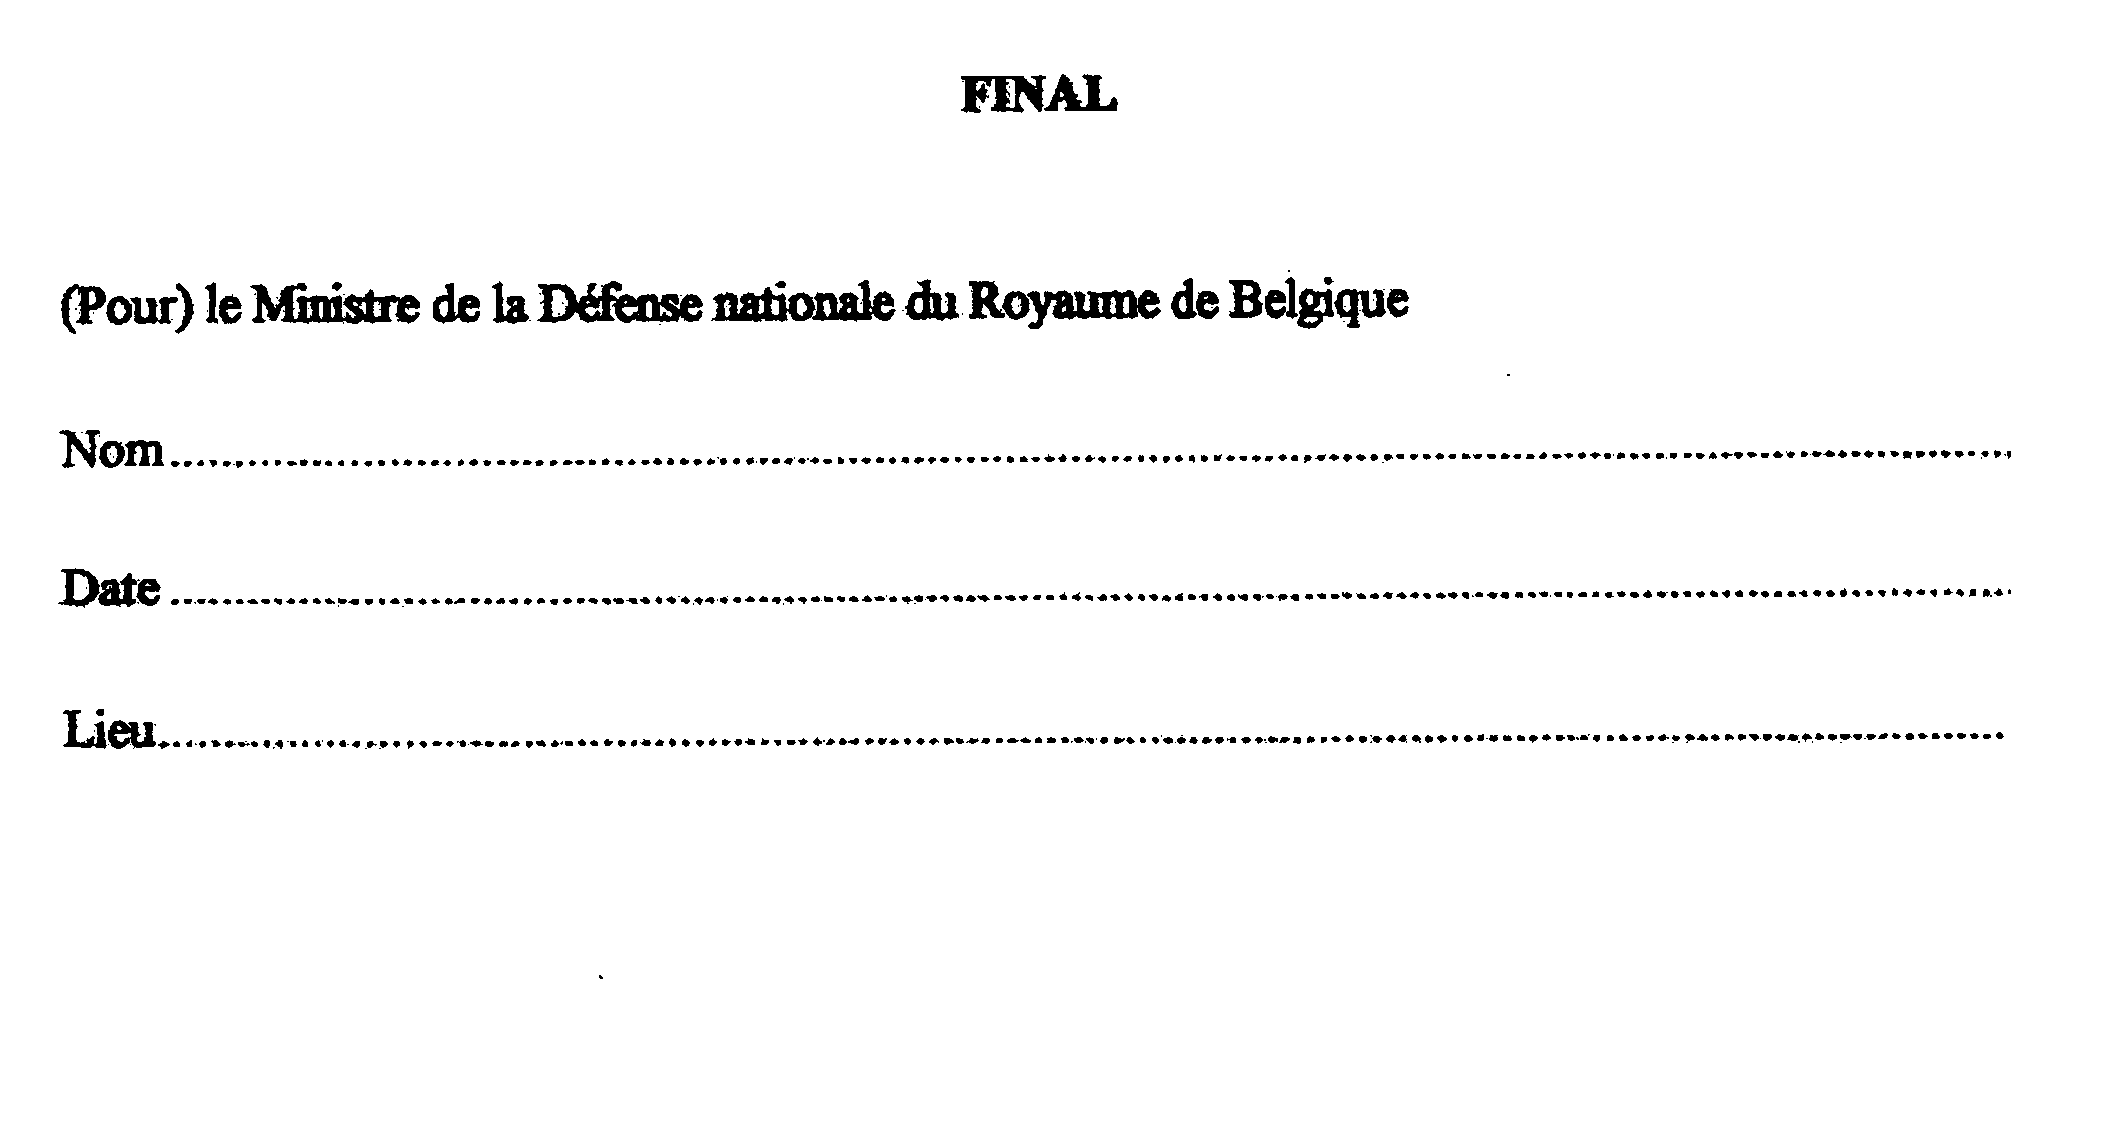 FINAL
(Pour) le Ministre de la Défense nationale du Royaume de Belgique
Nom..............................................................................................................................................
Date ..............................................................................................................................................
Lieu..............................................................................................................................................